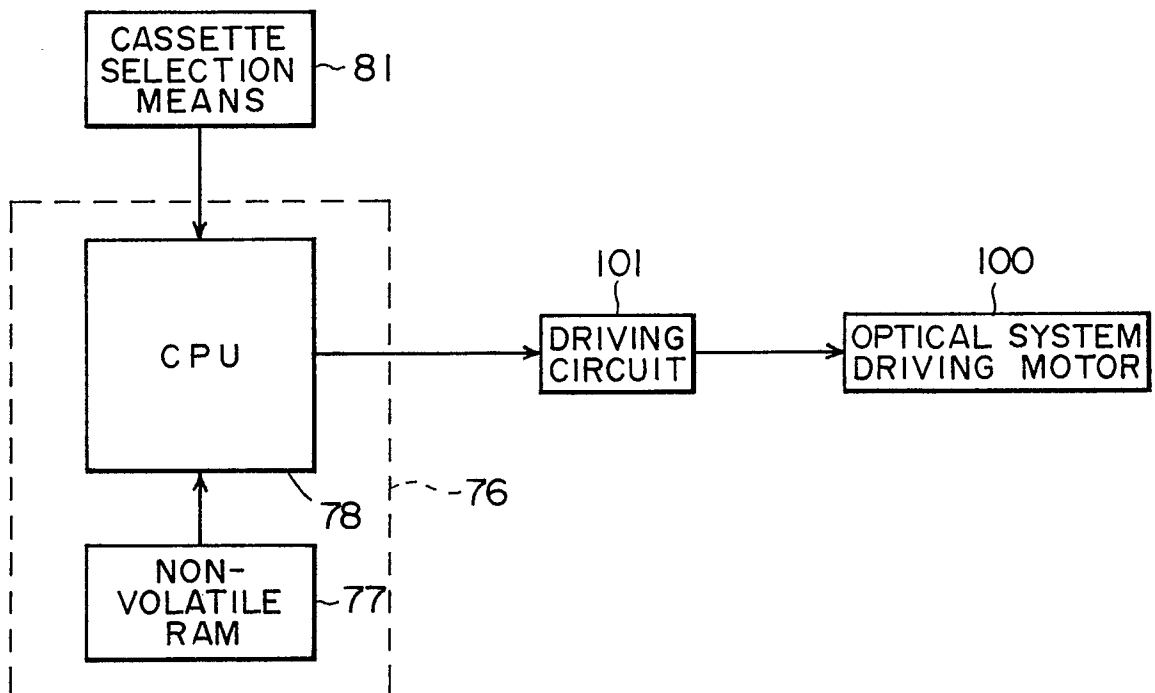 CASSETTE
SELECTION
MEANS
81
CPU
78
76
NON-
VOLATILE
RAM
77
101
DRIVING
CIRCUIT
100
OPTICAL SYSTEM
DRIVING MOTOR